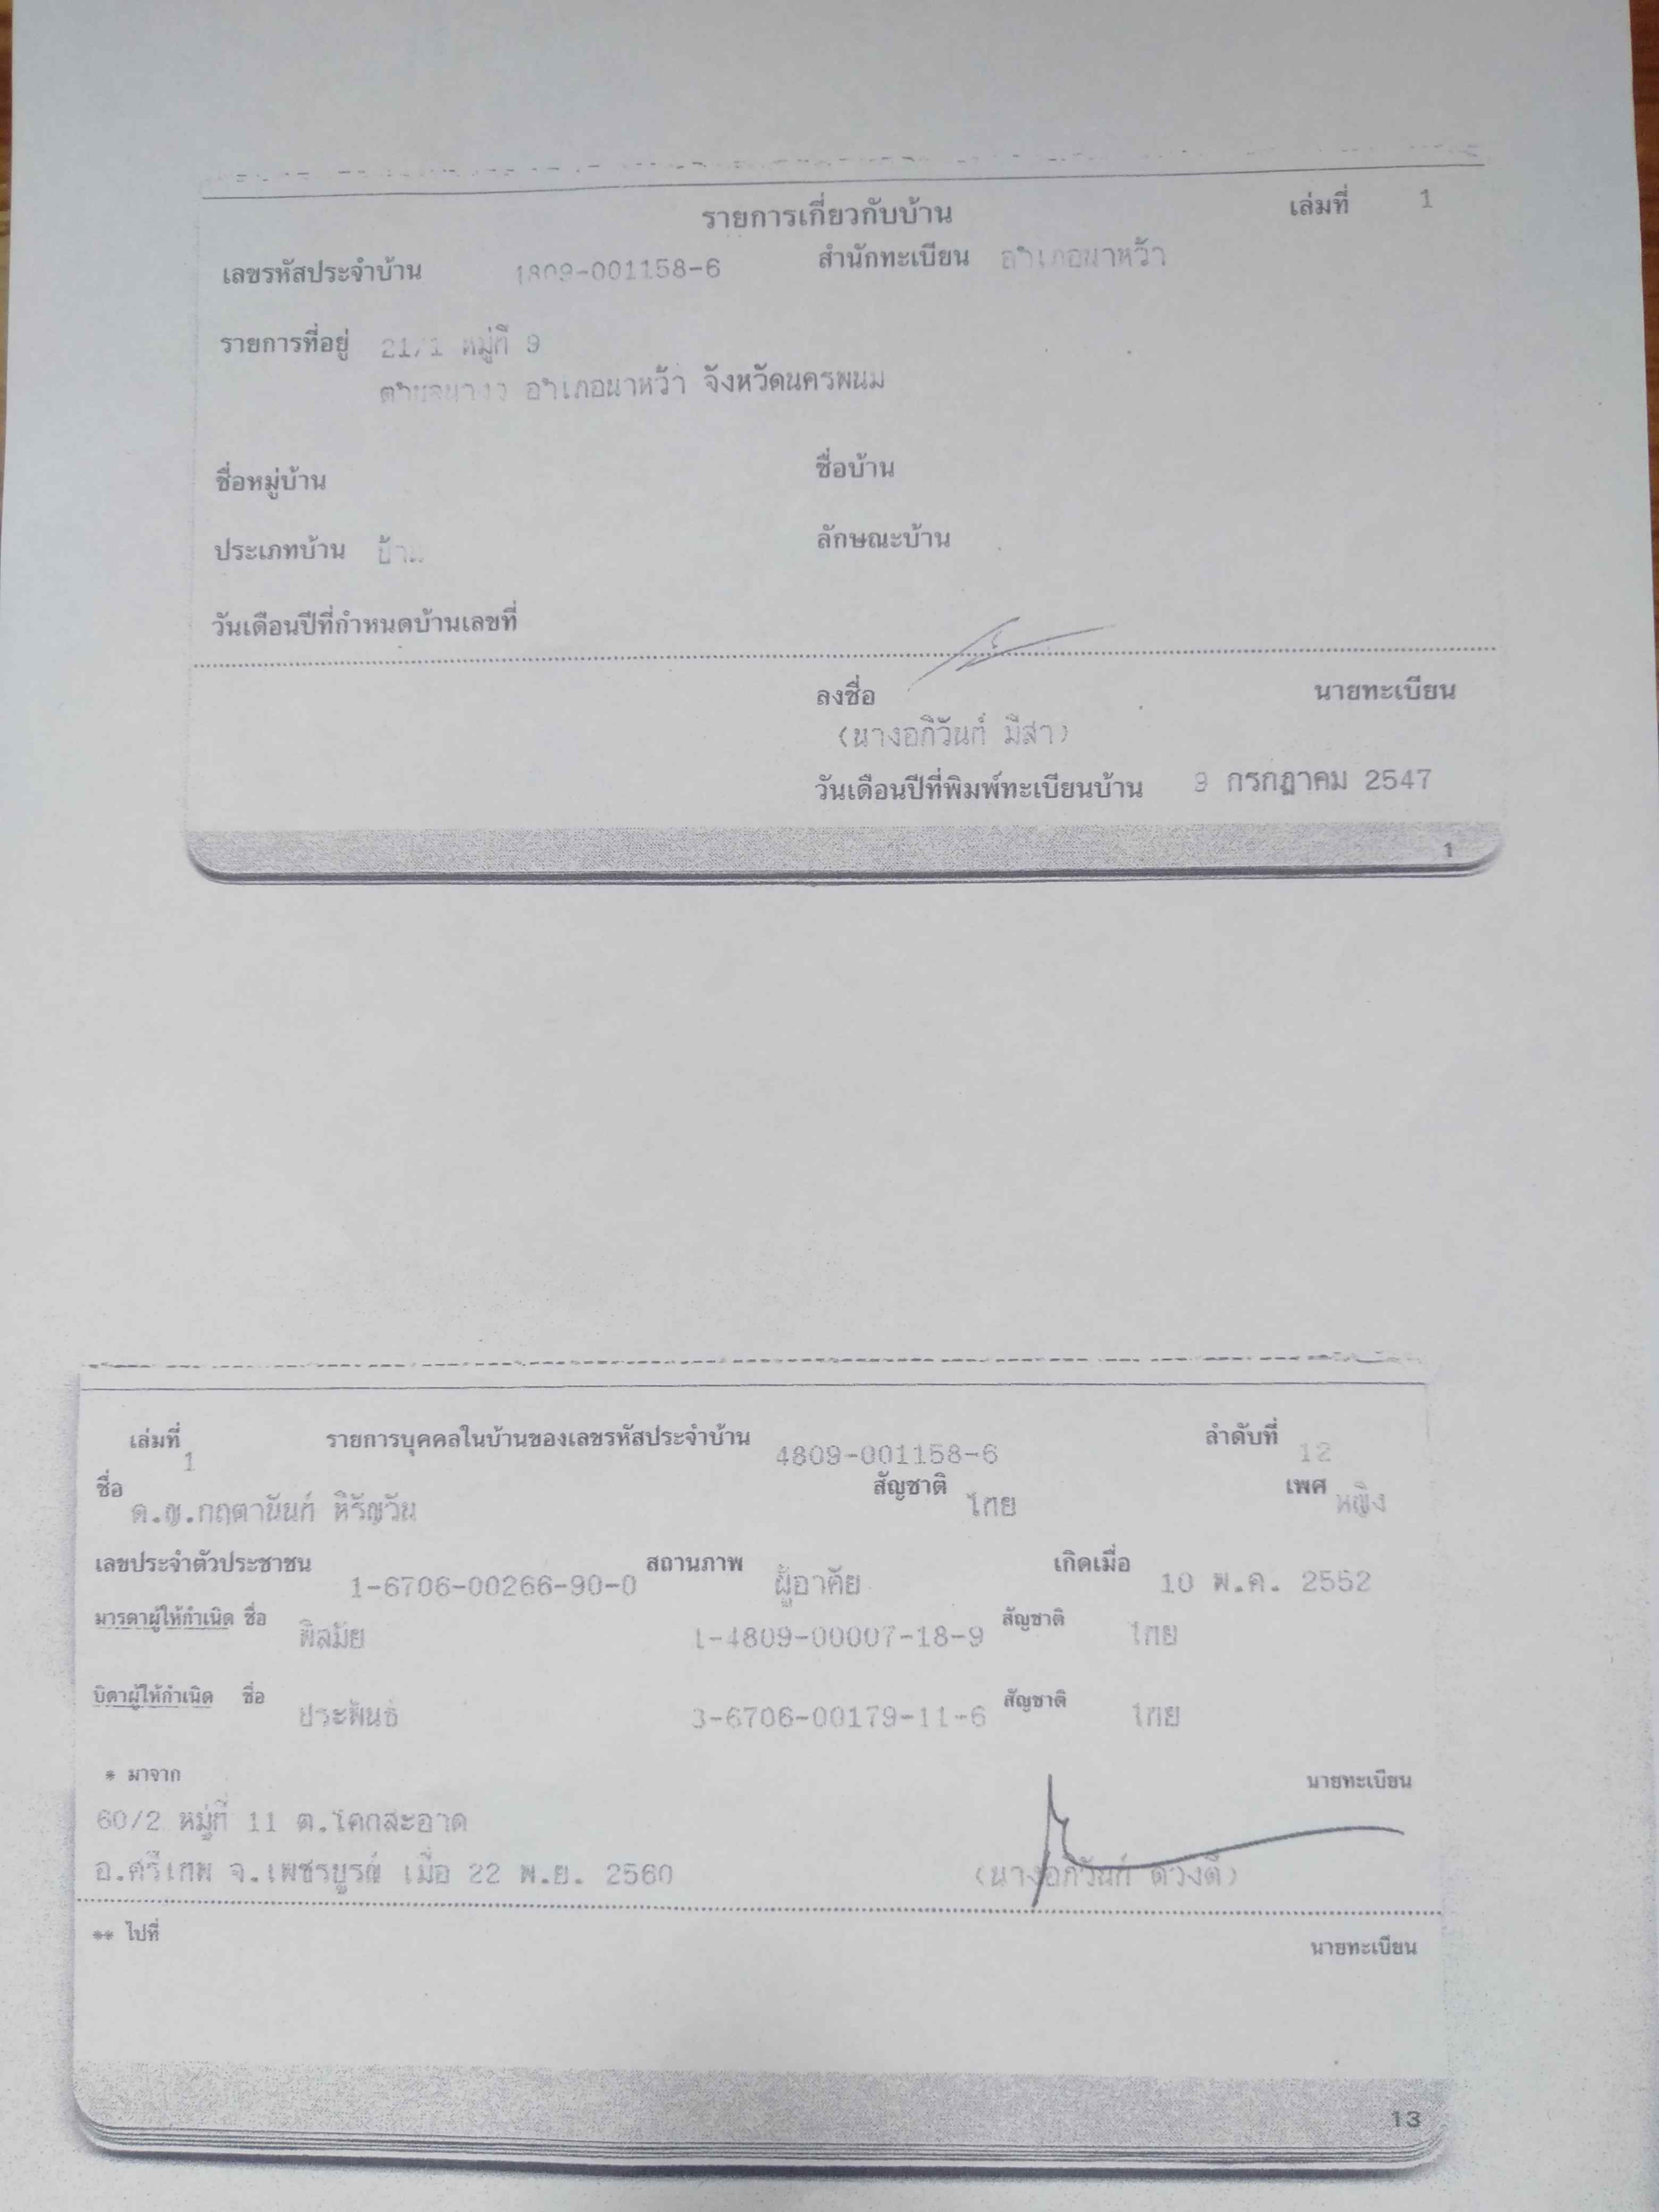 รายการเกี่ยวกับบ้าน เล่มที่ 1
เลขรหัสประจำบ้าน 4809-001158-6 สำนักทะเบียน อำเภอนาหว้า
รายการที่อยู่ 21/1 หมู่ที่ 9
อำเภอนาหว้า จังหวัดนครพนม
ชื่อหมู่บ้าน ชื่อบ้าน
ประเภทบ้าน บ้าน ลักษณะบ้าน
วันเดือนปีที่กำหนดบ้านเลขที่
ลงชื่อ นายทะเบียน
(นางอภิวันท์ มีสา)
วันเดือนปีที่พิมพ์ทะเบียนบ้าน 9 กรกฎาคม 2547
1
เล่มที่ 1 รายการบุคคลในบ้านของเลขรหัสประจำบ้าน 4809-001158-6 ลำดับที่ 12
ชื่อ ด.ญ.กฤตานันท์ หิรัญวัน สัญชาติ ไทย เพศ หญิง
เลขประจำตัวประชาชน 1-6706-00266-90-0 สถานภาพ ผู้อาศัย เกิดเมื่อ 10 พ.ค. 2552
มารดาผู้ให้กำเนิด ชื่อ พิลมัย 1-4809-00007-18-9 สัญชาติ ไทย
บิดาผู้ให้กำเนิด ชื่อ ประพันธ์ 3-6706-00179-11-6 สัญชาติ ไทย
* มาจาก นายทะเบียน
60/2 หมู่ที่ 11 ต.โคกสะอาด
อ.ศรีเทพ จ.เพชรบูรณ์ เมื่อ 22 พ.ย. 2560 (นางอภิวันท์ ดวงดี)
** ไปที่ นายทะเบียน
13